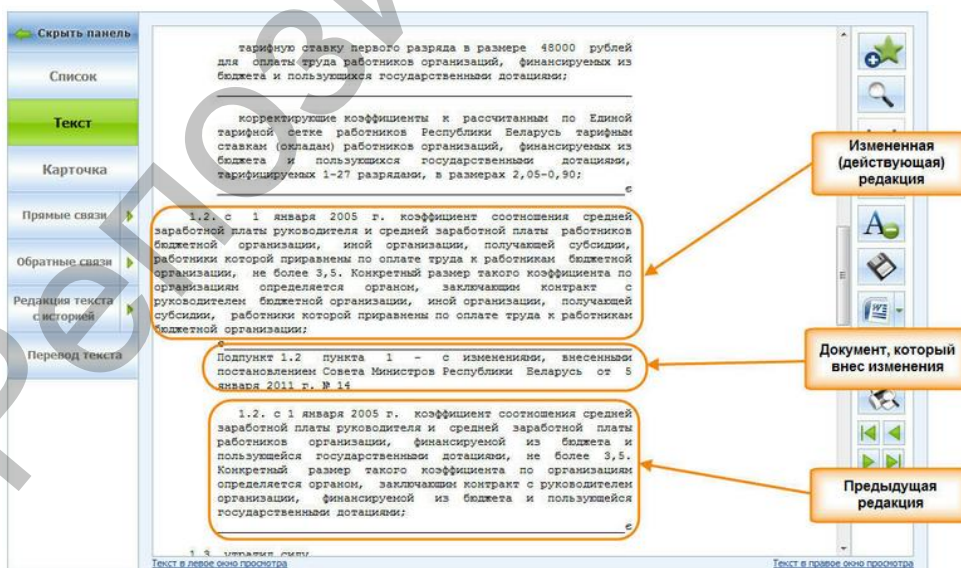 Скрыть панель
Список
Текст
Карточка
Прямые связи
Обратные связи
Редакция текста
с историей
Перевод текста
тарифную ставку первого разряда в размере 48000 рублей
для оплаты труда работников организаций, финансируемых из
бюджета и пользующихся государственными дотациями;
корректирующие коэффициенты к рассчитанным по Единой
тарифной сетке работников Республики Беларусь тарифным
ставкам (окладам) работников организаций, финансируемых из
бюджета и пользующихся государственными дотациями,
тарифицируемых 1-27 разрядами, в размерах 2,05-0,90;
є
1.2. с 1 января 2005 г. коэффициент соотношения средней
заработной платы руководителя и средней заработной платы работников
бюджетной организации, иной организации, получающей субсидии,
работники которой приравнены по оплате труда к работникам бюджетной
организации, не более 3,5. Конкретный размер такого коэффициента по
организациям определяется органом, заключающим контракт с
руководителем бюджетной организации, иной организации, получающей
субсидии, работники которой приравнены по оплате труда к работникам
бюджетной организации;
є
Подпункт 1.2 пункта 1 - с изменениями, внесенными
постановлением Совета Министров Республики Беларусь от 5
января 2011 г. № 14
1.2. с 1 января 2005 г. коэффициент соотношения средней
заработной платы руководителя и средней заработной платы
работников организации, финансируемой из бюджета и
пользующейся государственными дотациями, не более 3,5.
Конкретный размер такого коэффициента по организациям
определяется органом, заключающим контракт с руководителем
организации, финансируемой из бюджета и пользующейся
государственными дотациями;
є
1.3. утратил силу
Текст в левое окно просмотра
Текст в правое окно просмотра
Измененная
(действующая)
редакция
Документ, который
внес изменения
Предыдущая
редакция